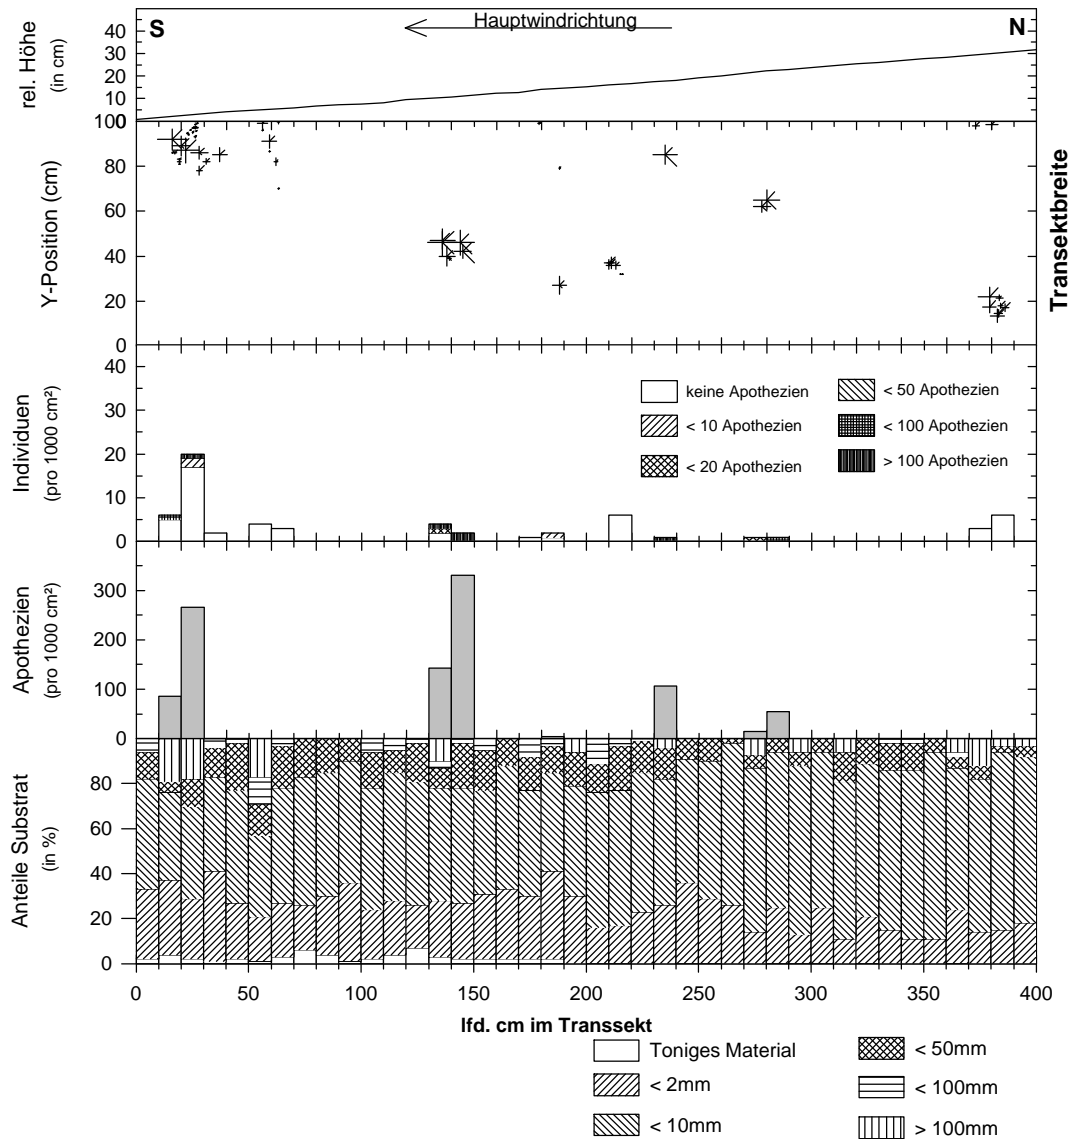 S
Hauptwindrichtung
N
rel. Höhe
(in cm)
40
30
20
10
0
Y-Position (cm)
100
80
60
40
20
0
Transektbreite
Individuen
(pro 1000 cm²)
40
30
20
10
0
keine Apothezien
< 10 Apothezien
< 20 Apothezien
< 50 Apothezien
< 100 Apothezien
> 100 Apothezien
Apothezien
(pro 1000 cm²)
300
200
100
0
Anteile Substrat
(in %)
80
60
40
20
0
0 50 100 150 200 250 300 350 400
lfd. cm im Transsekt
Toniges Material
< 2mm
< 10mm
< 50mm
< 100mm
> 100mm